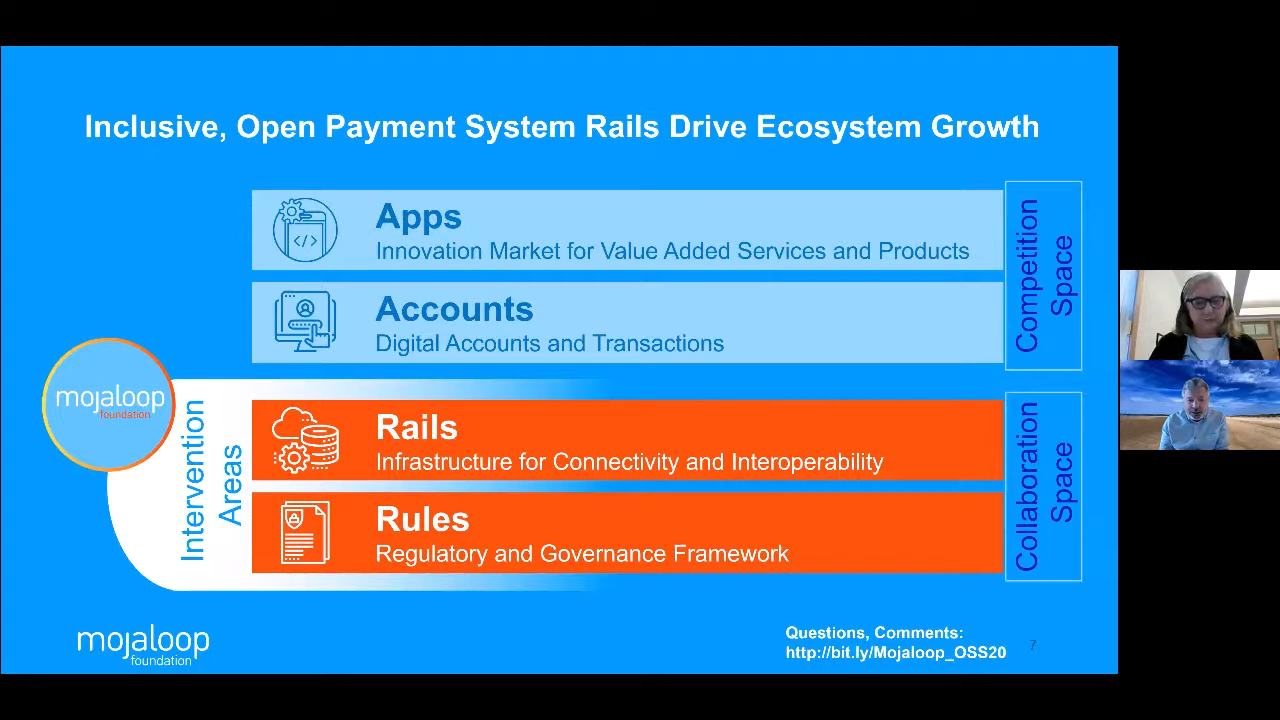 Inclusive, Open Payment System Rails Drive Ecosystem Growth
Apps
Innovation Market for Value Added Services and Products
Accounts
Digital Accounts and Transactions
Competition
Space
mojaloop
foundation
Intervention
Areas
Rails
Infrastructure for Connectivity and Interoperability
Rules
Regulatory and Governance Framework
Collaboration
Space
mojaloop
foundation
Questions, Comments:
http://bit.ly/Mojaloop_OSS20
7